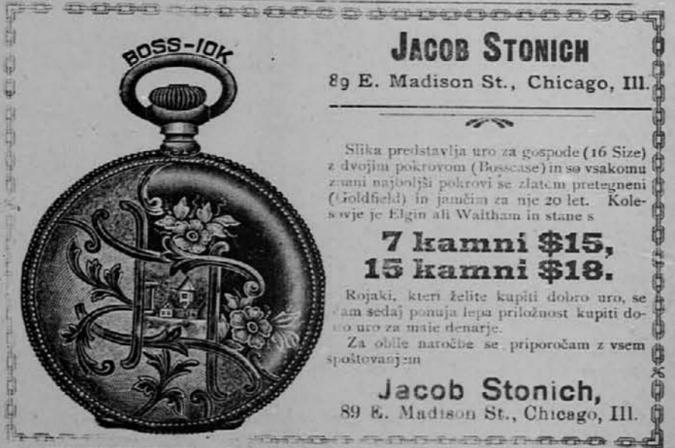 BOSS-10K
JACOB STONICH
89 E. Madison St., Chicago, Ill.
Slika predstavlja uro za gospode (16 Size)
z dvojim pokrovom (Bosscase) in so vsakomu
znani najboljši pokrovi se zlatem pretegneni
(Goldfield) in jamčim za nje 20 let. Kole-
sovje je Elgin ali Waltham in stane s
7 kamni $15,
15 kamni $18.
Rojaki, kteri želite kupiti dobro uro, se
vam sedaj ponuja lepa priložnost kupiti do-
bro uro za male denarje.
Za obile naročbe se priporočam z vsem
spoštovanjem
Jacob Stonich,
89 E. Madison St., Chicago, Ill.